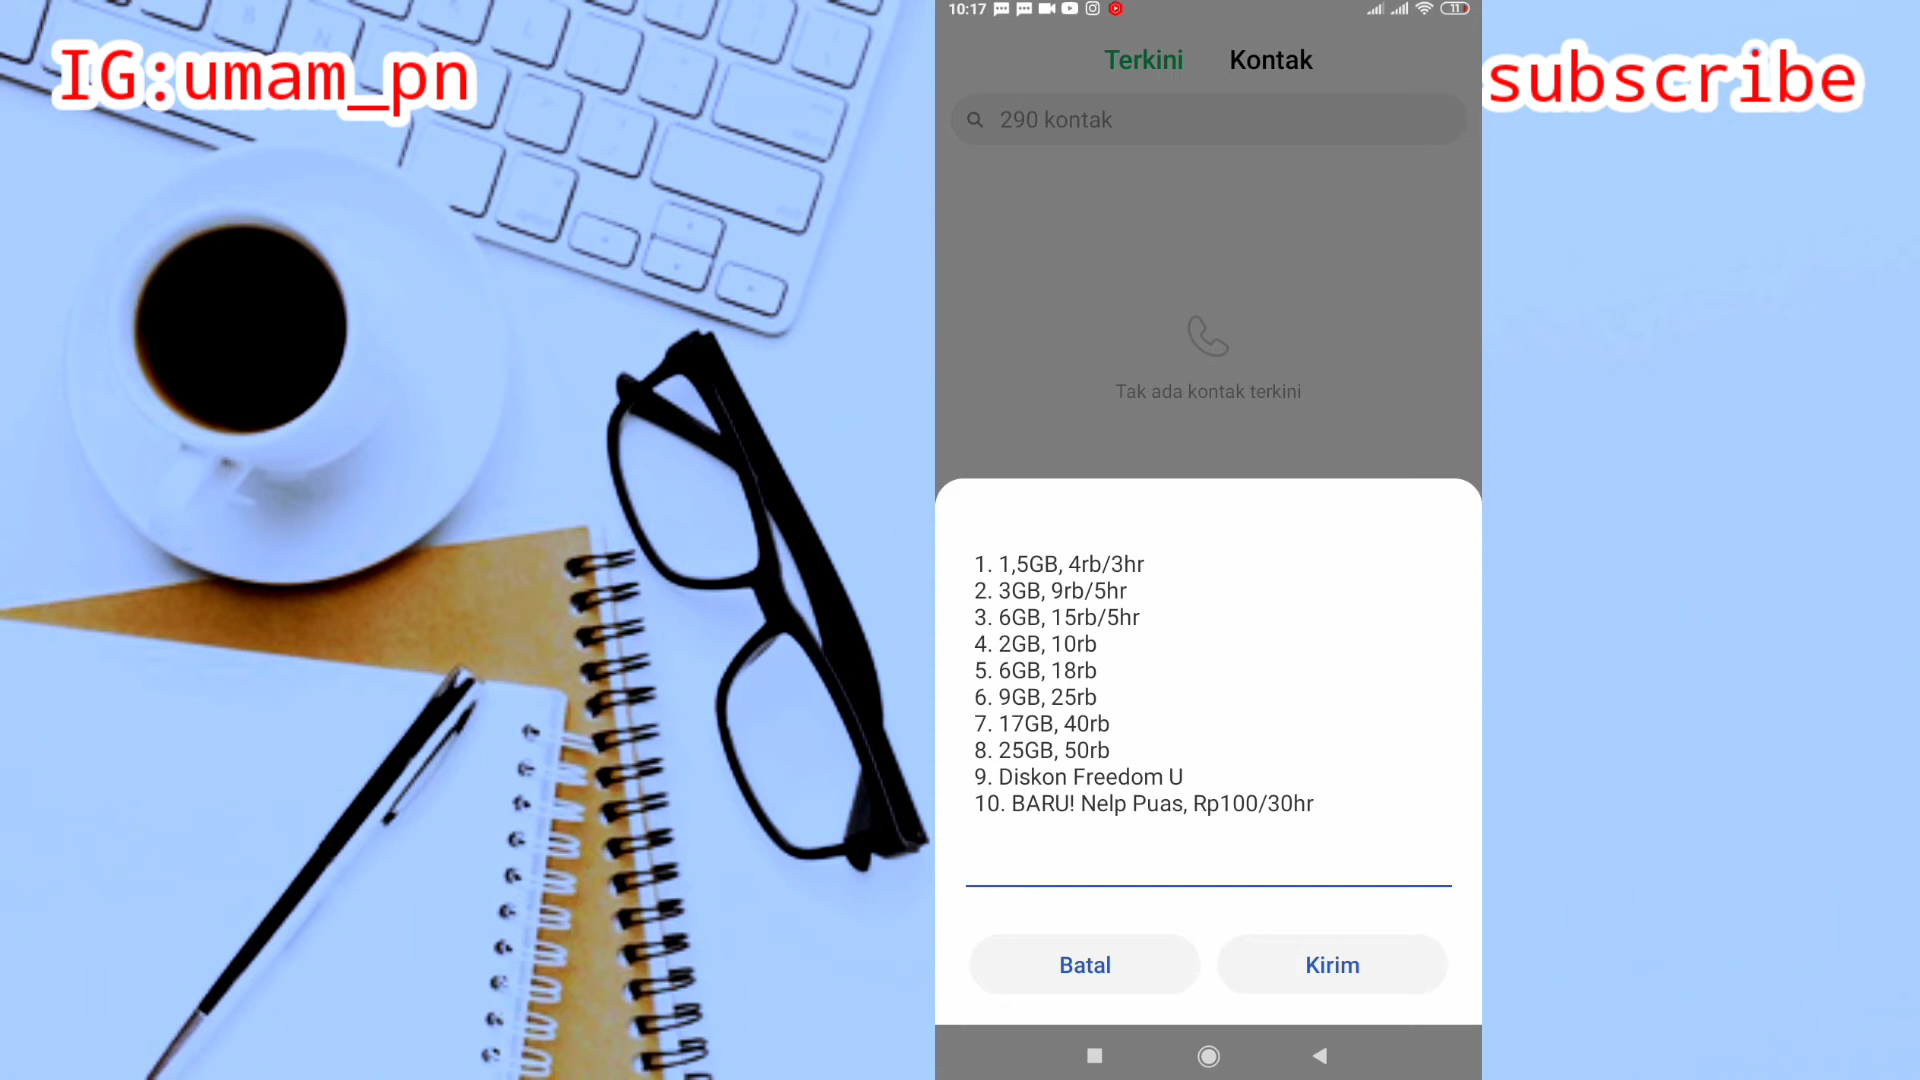 IG:umam_pn
subscribe
10:17
11
Terkini Kontak
290 kontak
Tak ada kontak terkini
1. 1,5GB, 4rb/3hr
2. 3GB, 9rb/5hr
3. 6GB, 15rb/5hr
4. 2GB, 10rb
5. 6GB, 18rb
6. 9GB, 25rb
7. 17GB, 40rb
8. 25GB, 50rb
9. Diskon Freedom U
10. BARU! Nelp Puas, Rp100/30hr
Batal Kirim